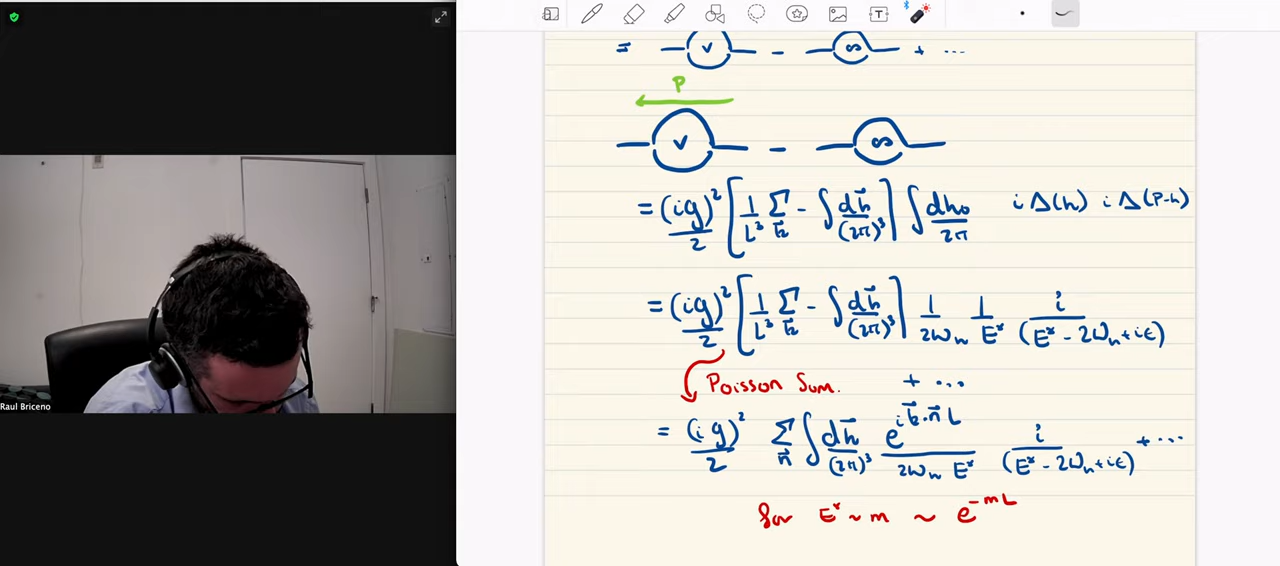 = —(V)— - —(∞)— + ...
P
—(V)— - —(∞)—
= (ig)²/2 [ 1/L³ Σ_k⃗ - ∫ dk⃗/(2π)³ ] ∫ dk₀/2π iΔ(k) iΔ(P-k)
= (ig)²/2 [ 1/L³ Σ_k⃗ - ∫ dk⃗/(2π)³ ] 1/2ω_k 1/E* i/(E* - 2ω_k + iε)
Poisson Sum. + ...
= (ig)²/2 Σ_n⃗ ∫ dk⃗/(2π)³ e^{i k⃗·n⃗ L}/(2ω_k E*) i/(E* - 2ω_k + iε) + ...
for E* ~ m ~ e^{-mL}
Raul Briceno